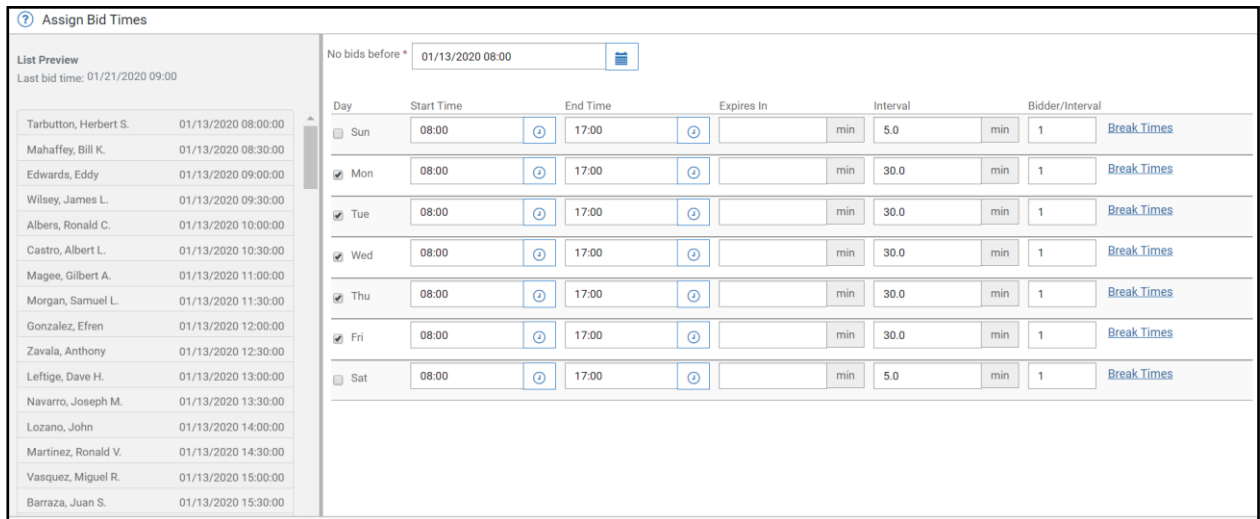 ? Assign Bid Times
List Preview
Last bid time: 01/21/2020 09:00
Tarbutton, Herbert S. 01/13/2020 08:00:00
Mahaffey, Bill K. 01/13/2020 08:30:00
Edwards, Eddy 01/13/2020 09:00:00
Wilsey, James L. 01/13/2020 09:30:00
Albers, Ronald C. 01/13/2020 10:00:00
Castro, Albert L. 01/13/2020 10:30:00
Magee, Gilbert A. 01/13/2020 11:00:00
Morgan, Samuel L. 01/13/2020 11:30:00
Gonzalez, Efren 01/13/2020 12:00:00
Zavala, Anthony 01/13/2020 12:30:00
Leftige, Dave H. 01/13/2020 13:00:00
Navarro, Joseph M. 01/13/2020 13:30:00
Lozano, John 01/13/2020 14:00:00
Martinez, Ronald V. 01/13/2020 14:30:00
Vasquez, Miguel R. 01/13/2020 15:00:00
Barraza, Juan S. 01/13/2020 15:30:00
No bids before * 01/13/2020 08:00
Day Start Time End Time Expires In Interval Bidder/Interval
Sun 08:00 17:00 min 5.0 min 1 Break Times
Mon 08:00 17:00 min 30.0 min 1 Break Times
Tue 08:00 17:00 min 30.0 min 1 Break Times
Wed 08:00 17:00 min 30.0 min 1 Break Times
Thu 08:00 17:00 min 30.0 min 1 Break Times
Fri 08:00 17:00 min 30.0 min 1 Break Times
Sat 08:00 17:00 min 5.0 min 1 Break Times